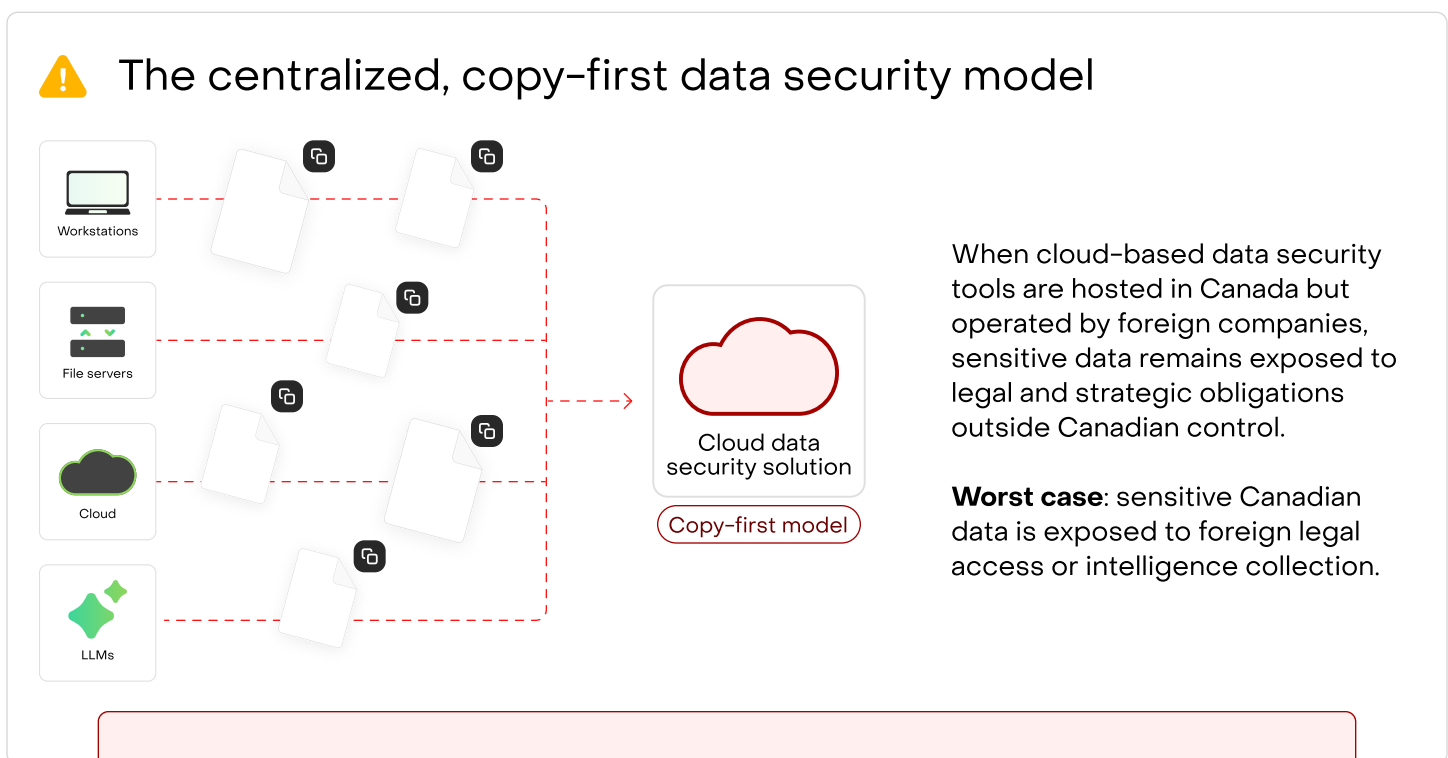 The centralized, copy-first data security model
Workstations
File servers
Cloud
LLMs
Cloud data
security solution
Copy-first model
When cloud-based data security
tools are hosted in Canada but
operated by foreign companies,
sensitive data remains exposed to
legal and strategic obligations
outside Canadian control.
Worst case: sensitive Canadian
data is exposed to foreign legal
access or intelligence collection.